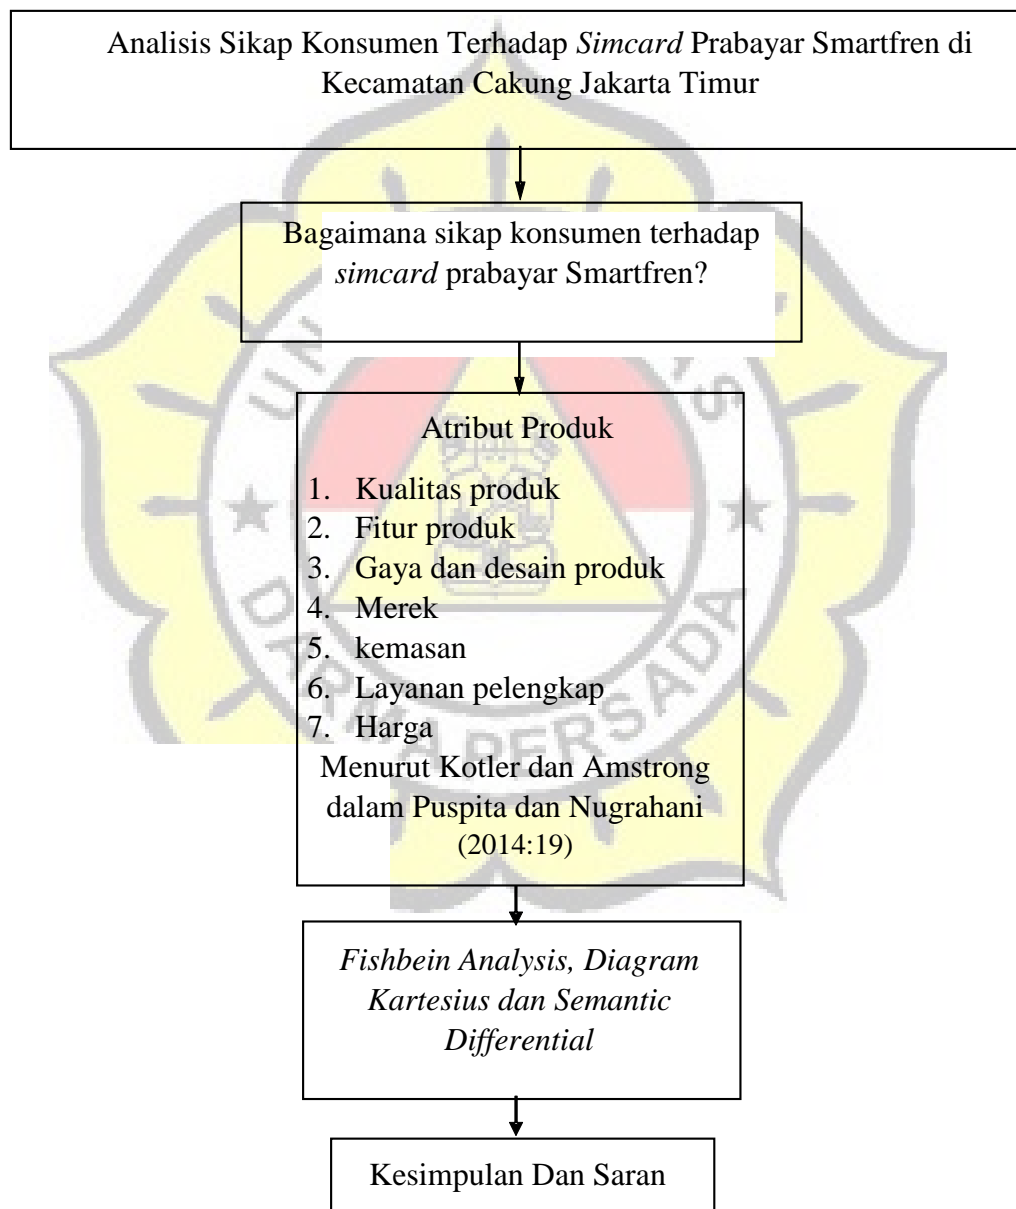 Analisis Sikap Konsumen Terhadap Simcard Prabayar Smartfren di
Kecamatan Cakung Jakarta Timur
Bagaimana sikap konsumen terhadap
simcard prabayar Smartfren?
Atribut Produk
1. Kualitas produk
2. Fitur produk
3. Gaya dan desain produk
4. Merek
5. kemasan
6. Layanan pelengkap
7. Harga
Menurut Kotler dan Amstrong
dalam Puspita dan Nugrahani
(2014:19)
DARMA PERSADA
Fishbein Analysis, Diagram
Kartesius dan Semantic
Differential
Kesimpulan Dan Saran